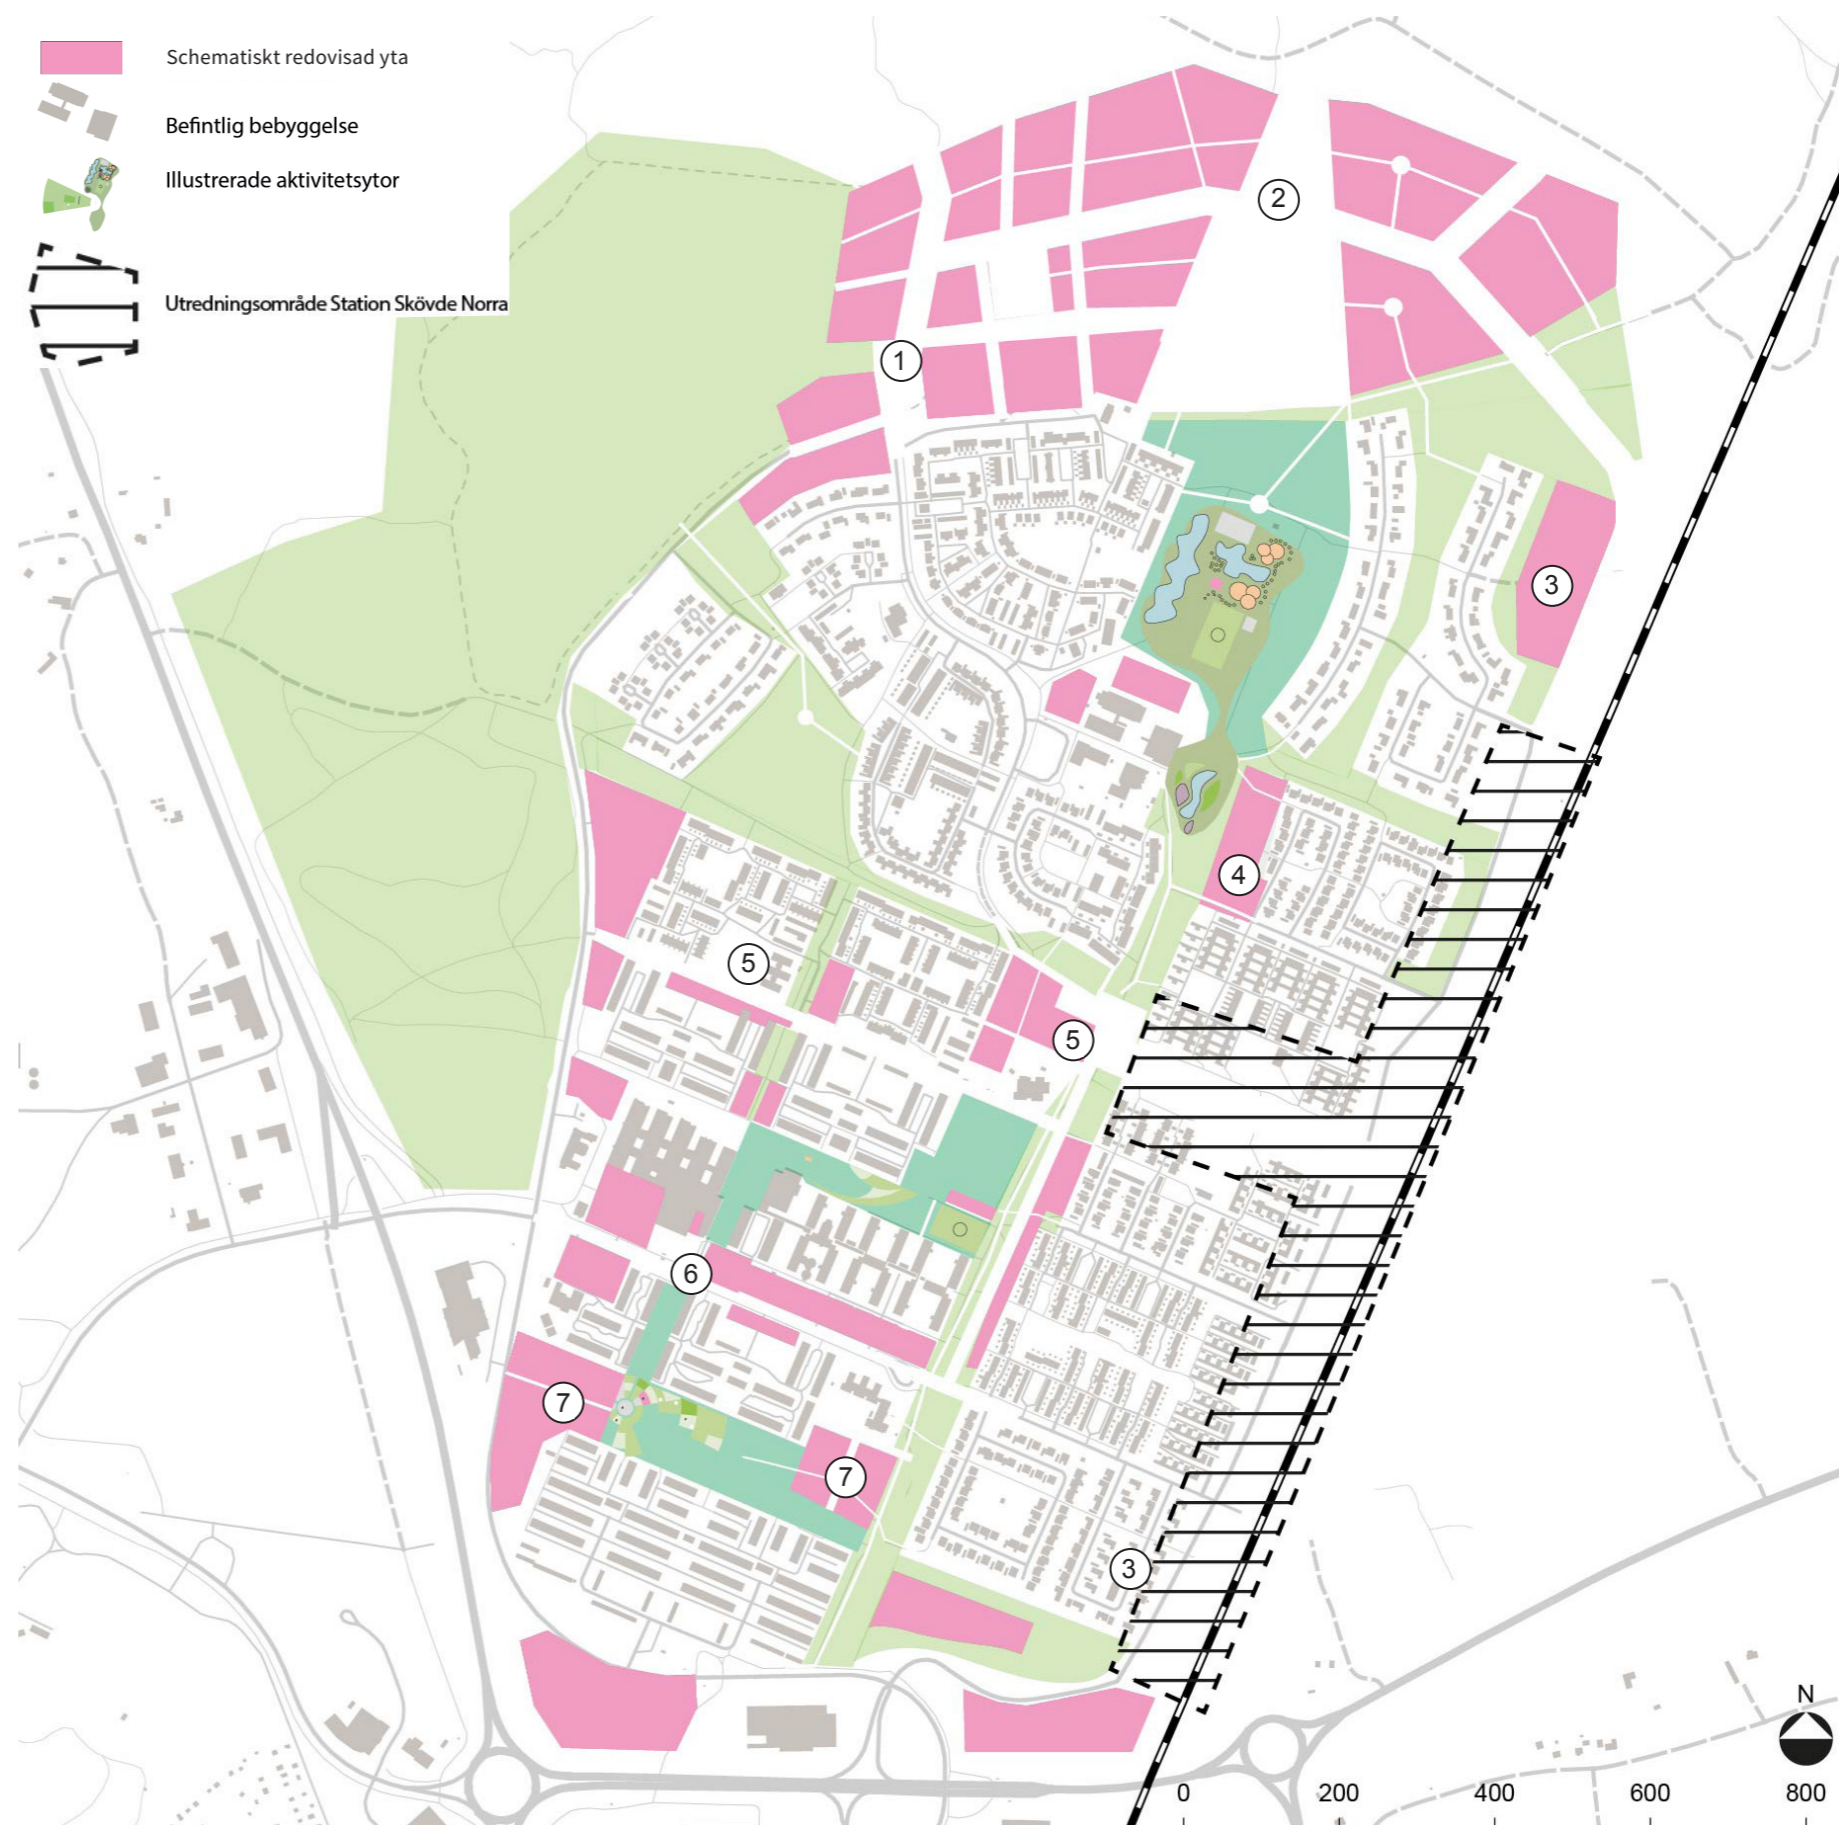 Schematiskt redovisad yta
Befintlig bebyggelse
Illustrerade aktivitetsytor
Utredningsområde Station Skövde Norra
2
1
3
4
5
5
6
7
7
3
N
0 200 400 600 800